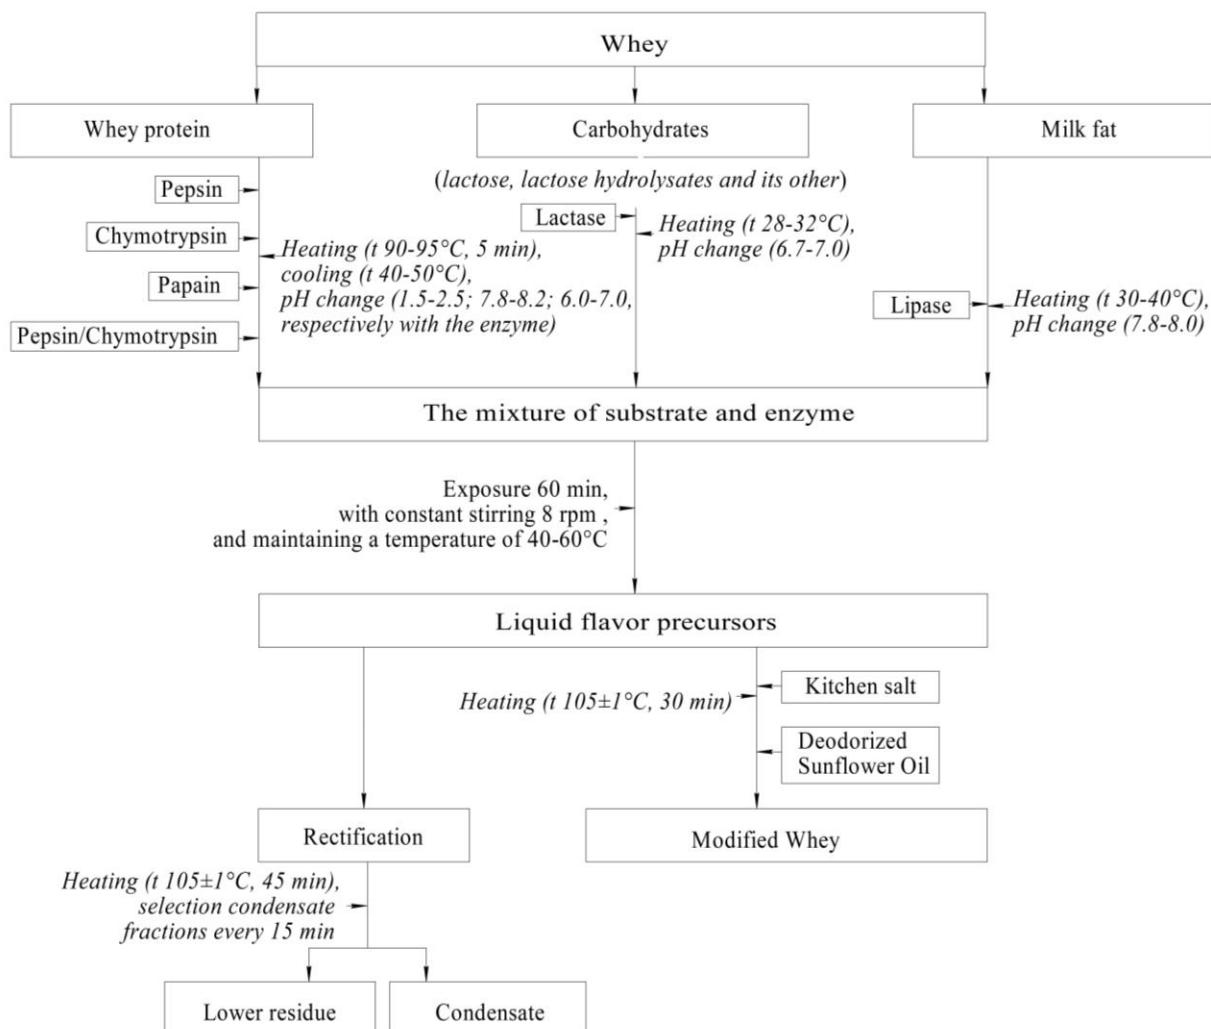 Whey
Whey protein
Carbohydrates
Milk fat
(lactose, lactose hydrolysates and its other)
Pepsin
Chymotrypsin
Papain
Pepsin/Chymotrypsin
Heating (t 90-95°C, 5 min),
cooling (t 40-50°C),
pH change (1.5-2.5; 7.8-8.2; 6.0-7.0,
respectively with the enzyme)
Lactase
Heating (t 28-32°C),
pH change (6.7-7.0)
Lipase
Heating (t 30-40°C),
pH change (7.8-8.0)
The mixture of substrate and enzyme
Exposure 60 min,
with constant stirring 8 rpm ,
and maintaining a temperature of 40-60°C
Liquid flavor precursors
Kitchen salt
Heating (t 105±1°C, 30 min)
Deodorized
Sunflower Oil
Rectification
Modified Whey
Heating (t 105±1°C, 45 min),
selection condensate
fractions every 15 min
Lower residue
Condensate